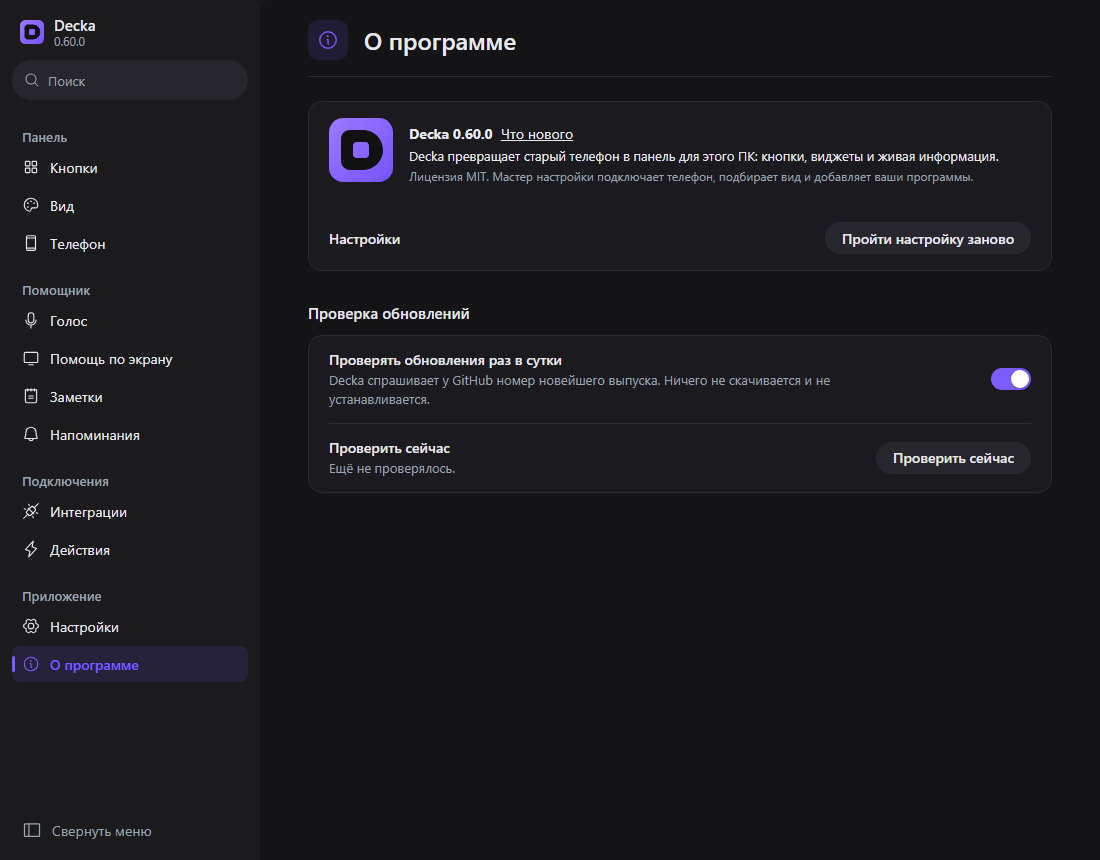 Decka
0.60.0
Поиск
Панель
Кнопки
Вид
Телефон
Помощник
Голос
Помощь по экрану
Заметки
Напоминания
Подключения
Интеграции
Действия
Приложение
Настройки
О программе
Свернуть меню
О программе
Decka 0.60.0 Что нового
Decka превращает старый телефон в панель для этого ПК: кнопки, виджеты и живая информация.
Лицензия MIT. Мастер настройки подключает телефон, подбирает вид и добавляет ваши программы.
Настройки
Пройти настройку заново
Проверка обновлений
Проверять обновления раз в сутки
Decka спрашивает у GitHub номер новейшего выпуска. Ничего не скачивается и не
устанавливается.
Проверить сейчас
Ещё не проверялось.
Проверить сейчас